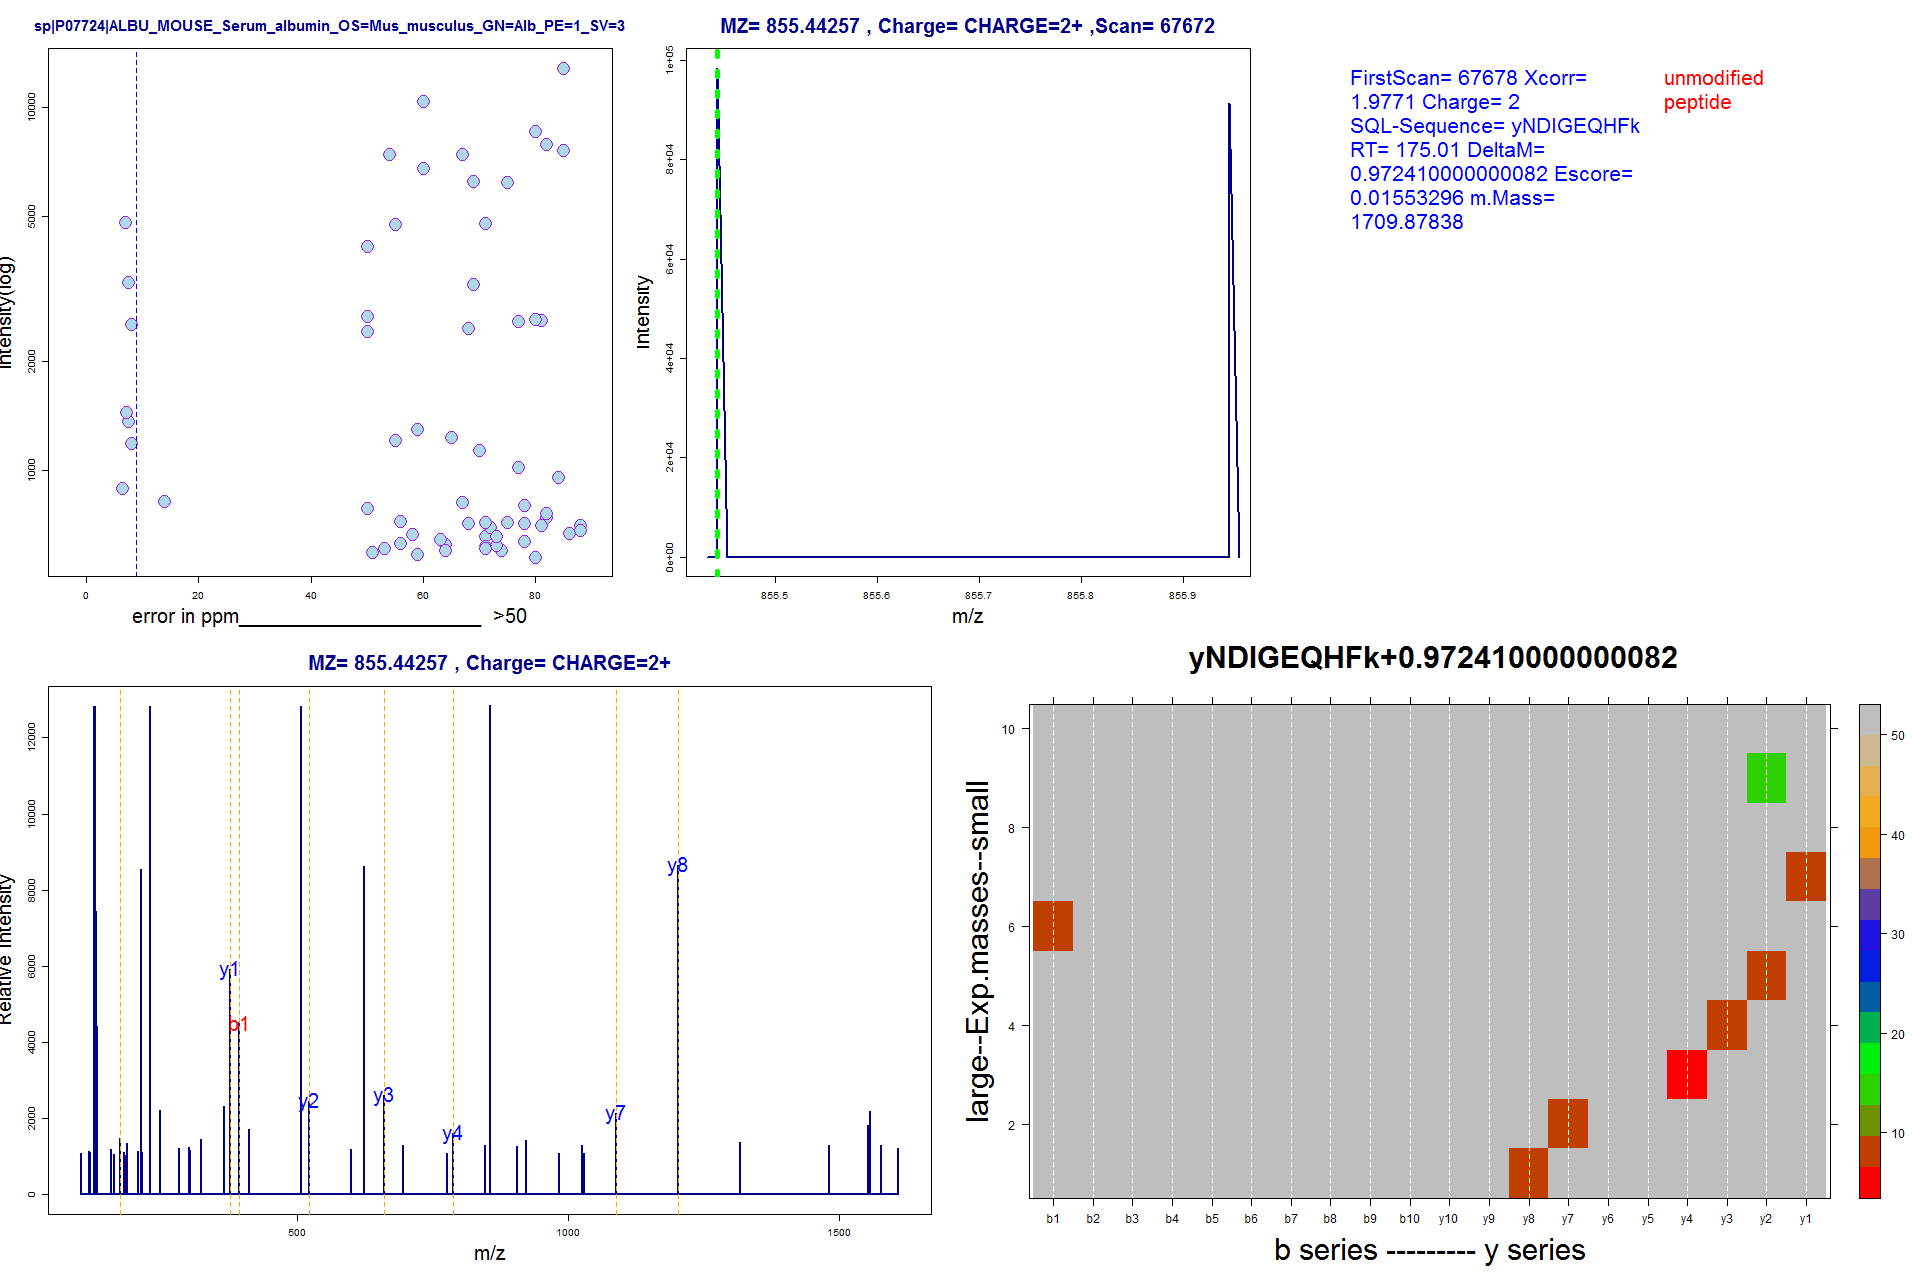 sp|P07724|ALBU_MOUSE_Serum_albumin_OS=Mus_musculus_GN=Alb_PE=1_SV=3
Intensity(log)
10000
5000
2000
1000
0 20 40 60 80
error in ppm______________________ >50
MZ= 855.44257 , Charge= CHARGE=2+ ,Scan= 67672
Intensity
1e+05
8e+04
6e+04
4e+04
2e+04
0e+00
855.5 855.6 855.7 855.8 855.9
m/z
FirstScan= 67678 Xcorr=
1.9771 Charge= 2
SQL-Sequence= yNDIGEQHFk
RT= 175.01 DeltaM=
0.972410000000082 Escore=
0.01553296 m.Mass=
1709.87838
unmodified
peptide
MZ= 855.44257 , Charge= CHARGE=2+
Relative Intensity
12000
10000
8000
6000
4000
2000
0
y8
y1
b1
y2
y3
y7
y4
500 1000 1500
m/z
yNDIGEQHFk+0.972410000000082
large--Exp.masses--small
10
8
6
4
2
b1 b2 b3 b4 b5 b6 b7 b8 b9 b10 y10 y9 y8 y7 y6 y5 y4 y3 y2 y1
b series --------- y series
50
40
30
20
10